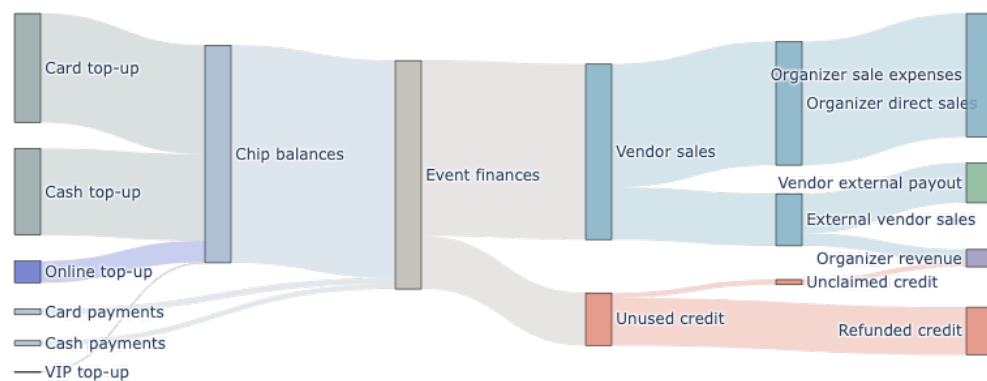 Card top-up
Cash top-up
Online top-up
Card payments
Cash payments
VIP top-up
Chip balances
Event finances
Vendor sales
Unused credit
Organizer direct sales
External vendor sales
Unclaimed credit
Organizer sale expenses
Vendor external payout
Organizer revenue
Refunded credit